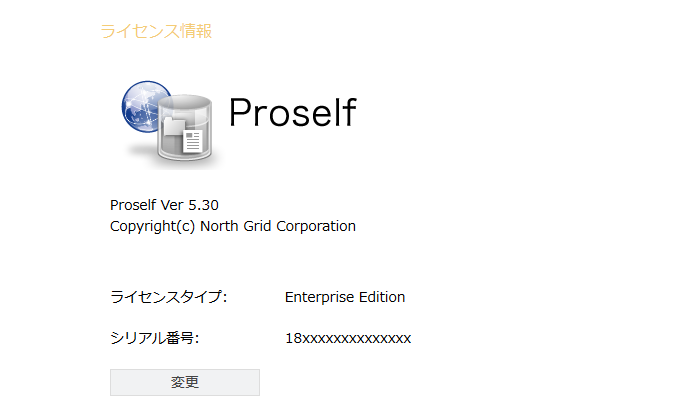 ライセンス情報
Proself
Proself Ver 5.30
Copyright(c) North Grid Corporation
ライセンスタイプ: Enterprise Edition
シリアル番号: 18xxxxxxxxxxxxxx
変更